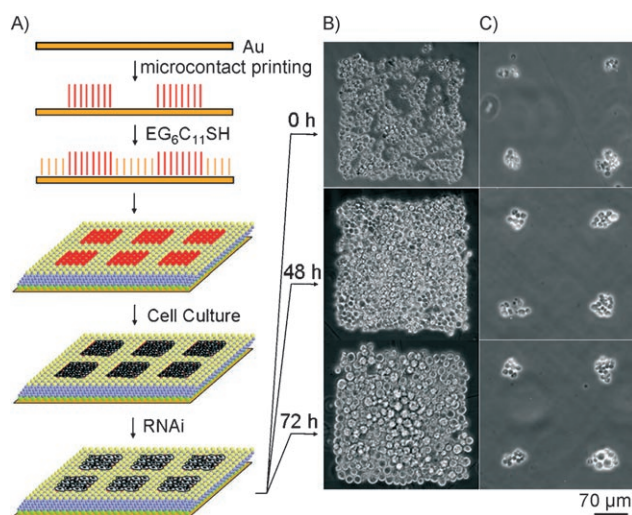 A)
Au
microcontact printing
EG₆C₁₁SH
Cell Culture
RNAi
0 h
48 h
72 h
B)
C)
70 µm